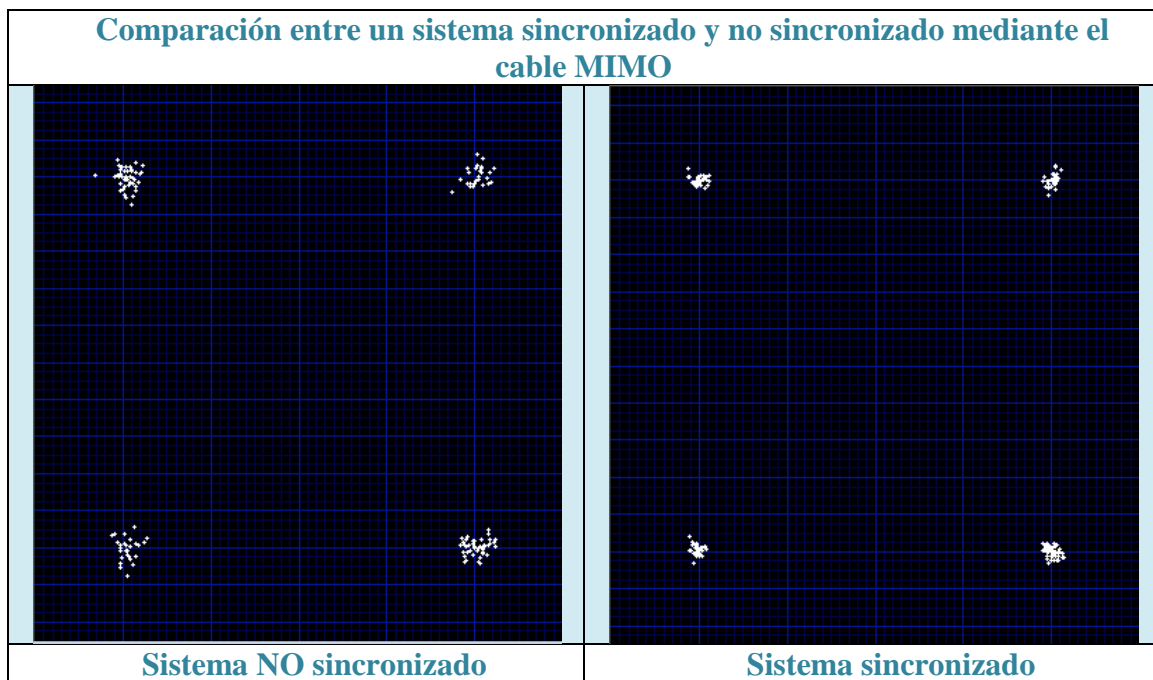 Comparación entre un sistema sincronizado y no sincronizado mediante el
cable MIMO
Sistema NO sincronizado
Sistema sincronizado